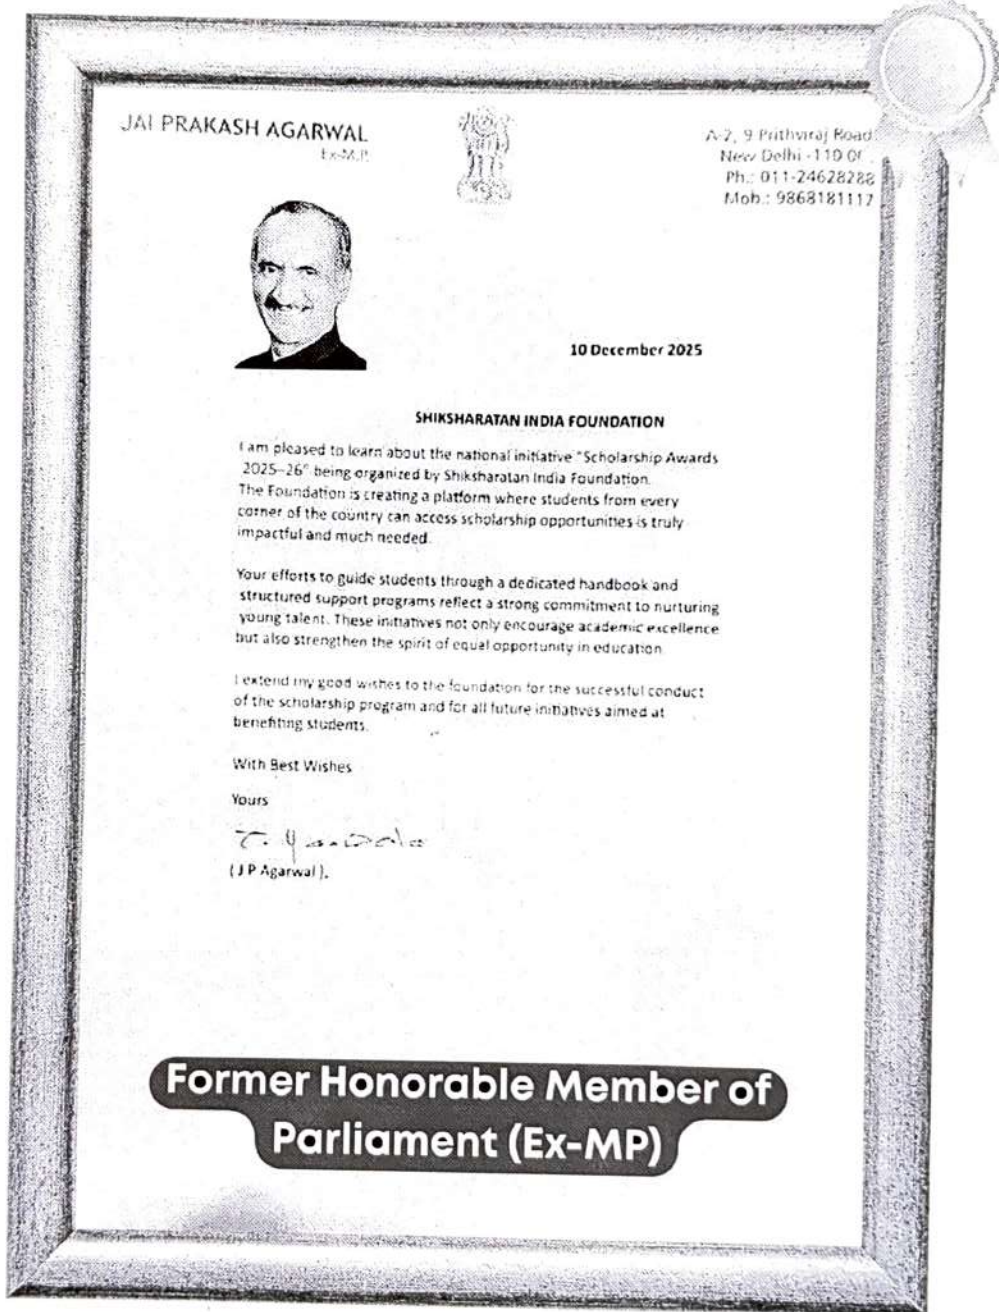 JAI PRAKASH AGARWAL
Ex-M.P.
A-2, 9 Prithviraj Road
New Delhi -110 0
Ph.: 011-24628288
Mob.: 9868181117
10 December 2025
SHIKSHARATAN INDIA FOUNDATION
I am pleased to learn about the national initiative "Scholarship Awards
2025–26" being organized by Shiksharatan India Foundation.
The Foundation is creating a platform where students from every
corner of the country can access scholarship opportunities is truly
impactful and much needed.
Your efforts to guide students through a dedicated handbook and
structured support programs reflect a strong commitment to nurturing
young talent. These initiatives not only encourage academic excellence
but also strengthen the spirit of equal opportunity in education.
I extend my good wishes to the foundation for the successful conduct
of the scholarship program and for all future initiatives aimed at
benefiting students.
With Best Wishes
Yours
( J P Agarwal ).
Former Honorable Member of
Parliament (Ex-MP)